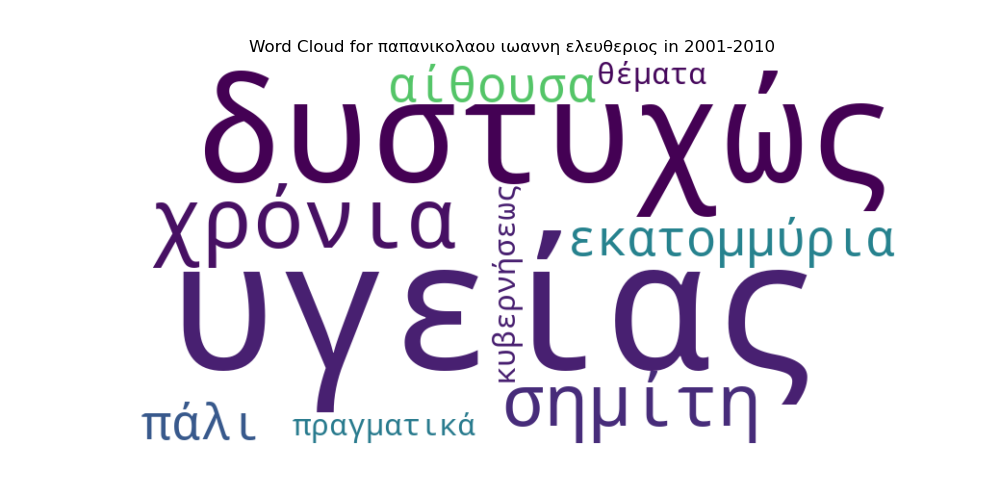 Word Cloud for παπανικολαου ιωαννη ελευθεριος in 2001-2010
αίθουσα
θέματα
δυστυχώς
χρόνια
κυβερνήσεως
εκατομμύρια
υγείας
πάλι
πραγματικά
σημίτη